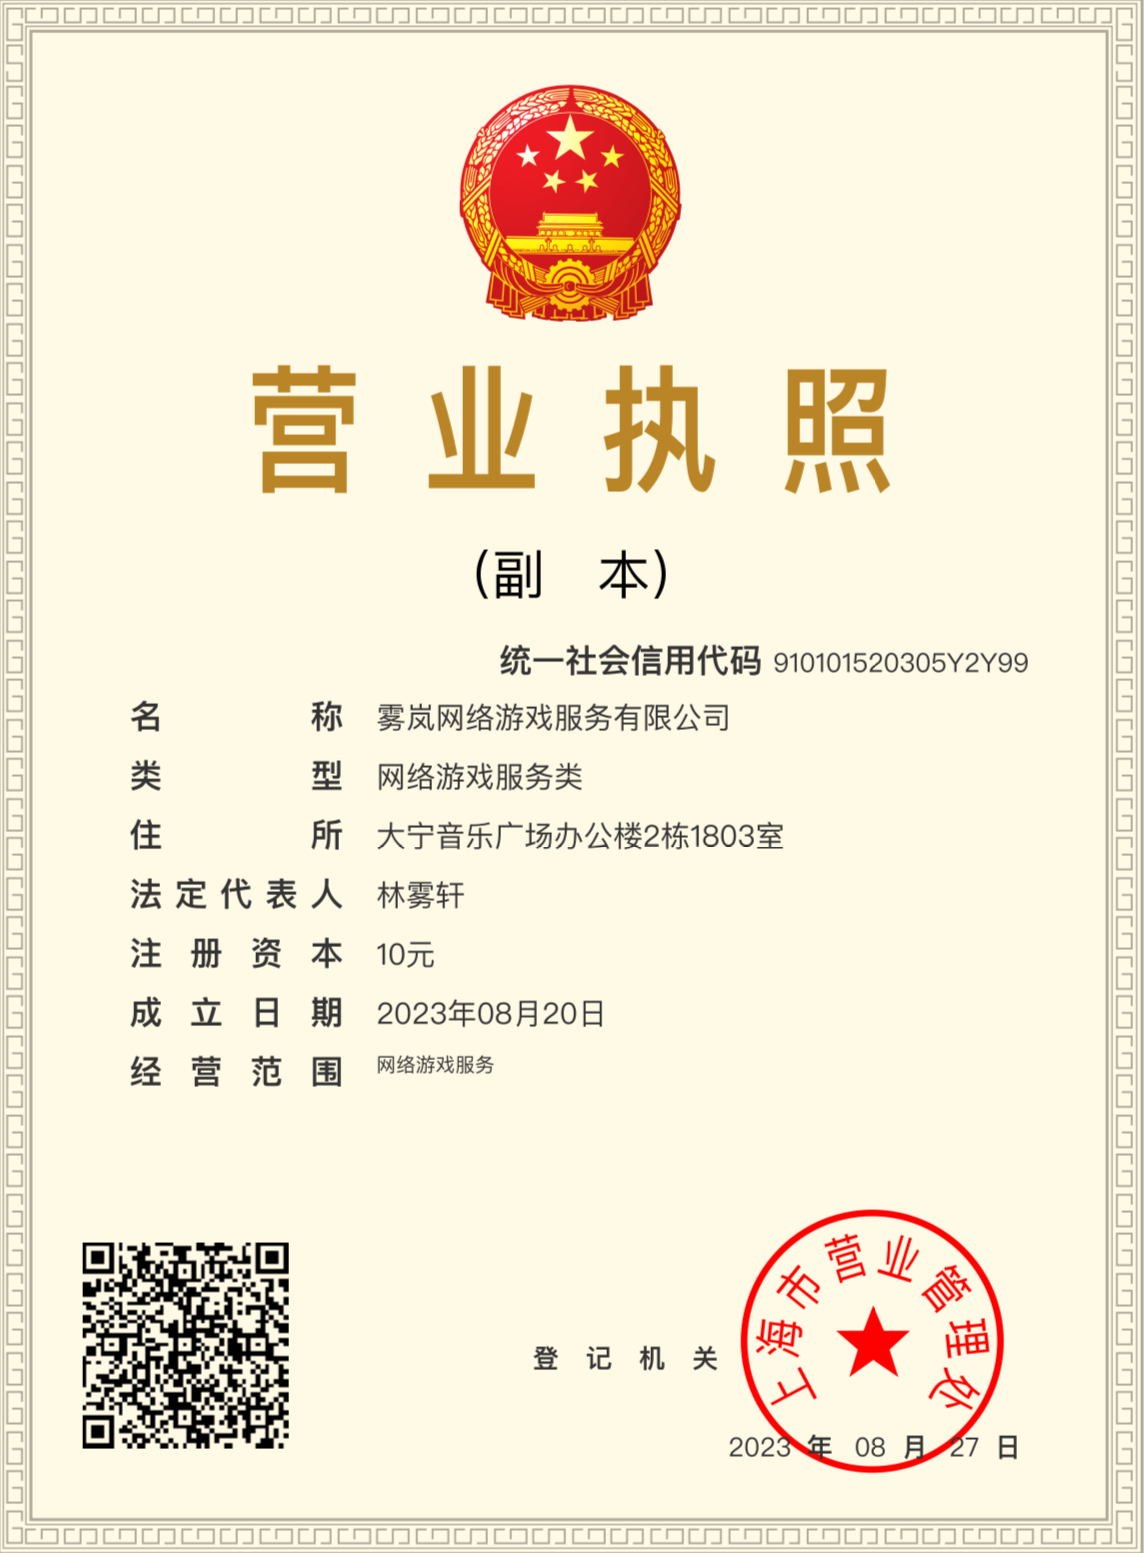 营业执照
(副 本)
统一社会信用代码 910101520305Y2Y99
名称 雾岚网络游戏服务有限公司
类型 网络游戏服务类
住所 大宁音乐广场办公楼2栋1803室
法定代表人 林雾轩
注册资本 10元
成立日期 2023年08月20日
经营范围 网络游戏服务
上海市营业管理处
登记机关
2023 年 08 月 27 日